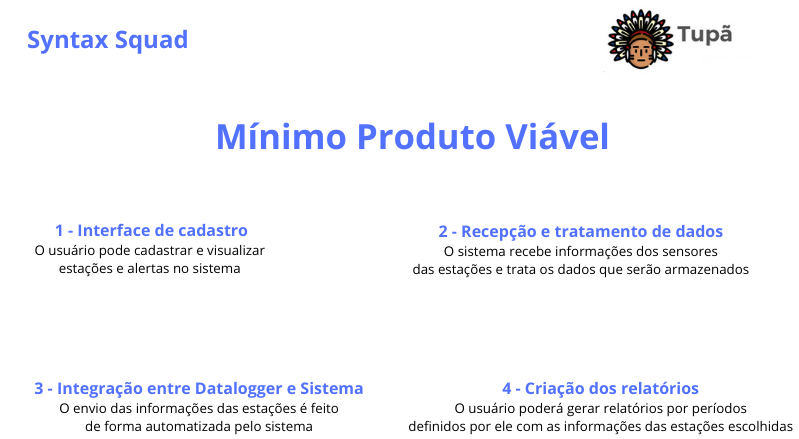 Syntax Squad
Tupã
Mínimo Produto Viável
1 - Interface de cadastro
O usuário pode cadastrar e visualizar
estações e alertas no sistema
2 - Recepção e tratamento de dados
O sistema recebe informações dos sensores
das estações e trata os dados que serão armazenados
3 - Integração entre Datalogger e Sistema
O envio das informações das estações é feito
de forma automatizada pelo sistema
4 - Criação dos relatórios
O usuário poderá gerar relatórios por períodos
definidos por ele com as informações das estações escolhidas